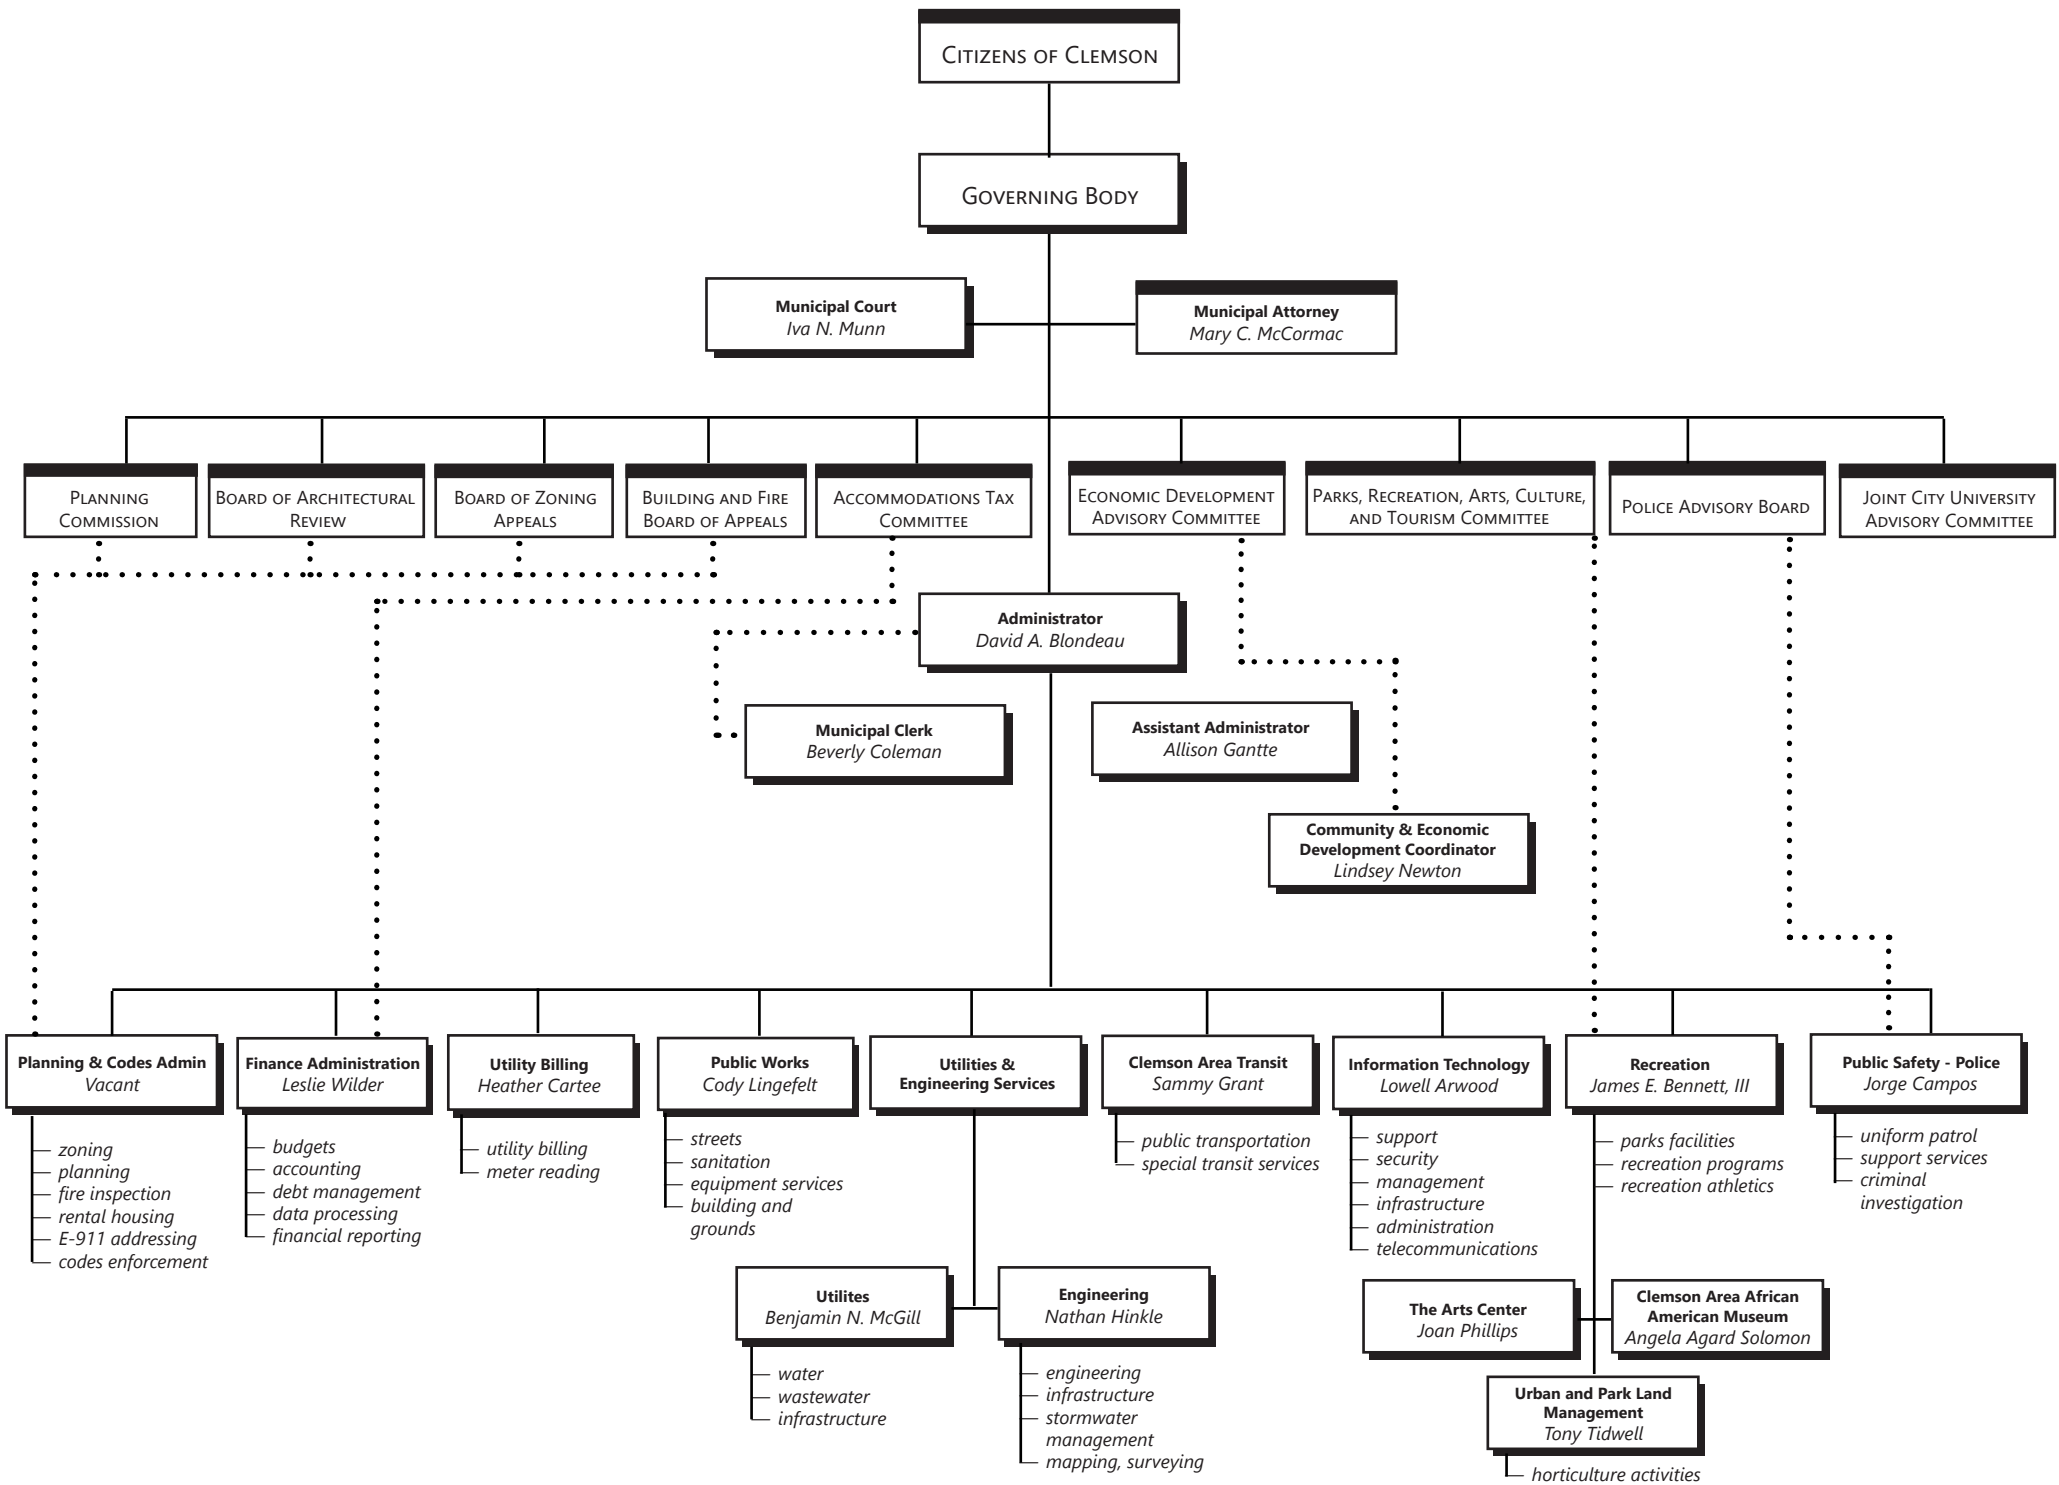 CITIZENS OF CLEMSON
GOVERNING BODY
Municipal Court
Iva N. Munn
Municipal Attorney
Mary C. McCormac
PLANNING
COMMISSION
BOARD OF ARCHITECTURAL
REVIEW
BOARD OF ZONING
APPEALS
BUILDING AND FIRE
BOARD OF APPEALS
ACCOMMODATIONS TAX
COMMITTEE
ECONOMIC DEVELOPMENT
ADVISORY COMMITTEE
PARKS, RECREATION, ARTS, CULTURE,
AND TOURISM COMMITTEE
POLICE ADVISORY BOARD
JOINT CITY UNIVERSITY
ADVISORY COMMITTEE
Administrator
David A. Blondeau
Municipal Clerk
Beverly Coleman
Assistant Administrator
Allison Gantte
Community & Economic
Development Coordinator
Lindsey Newton
Planning & Codes Admin
Vacant
zoning
planning
fire inspection
rental housing
E-911 addressing
codes enforcement
Finance Administration
Leslie Wilder
budgets
accounting
debt management
data processing
financial reporting
Utility Billing
Heather Cartee
utility billing
meter reading
Public Works
Cody Lingefelt
streets
sanitation
equipment services
building and
grounds
Utilities &
Engineering Services
Utilites
Benjamin N. McGill
water
wastewater
infrastructure
Engineering
Nathan Hinkle
engineering
infrastructure
stormwater
management
mapping, surveying
Clemson Area Transit
Sammy Grant
public transportation
special transit services
Information Technology
Lowell Arwood
support
security
management
infrastructure
administration
telecommunications
Recreation
James E. Bennett, III
parks facilities
recreation programs
recreation athletics
The Arts Center
Joan Phillips
Clemson Area African
American Museum
Angela Agard Solomon
Urban and Park Land
Management
Tony Tidwell
horticulture activities
Public Safety - Police
Jorge Campos
uniform patrol
support services
criminal
investigation